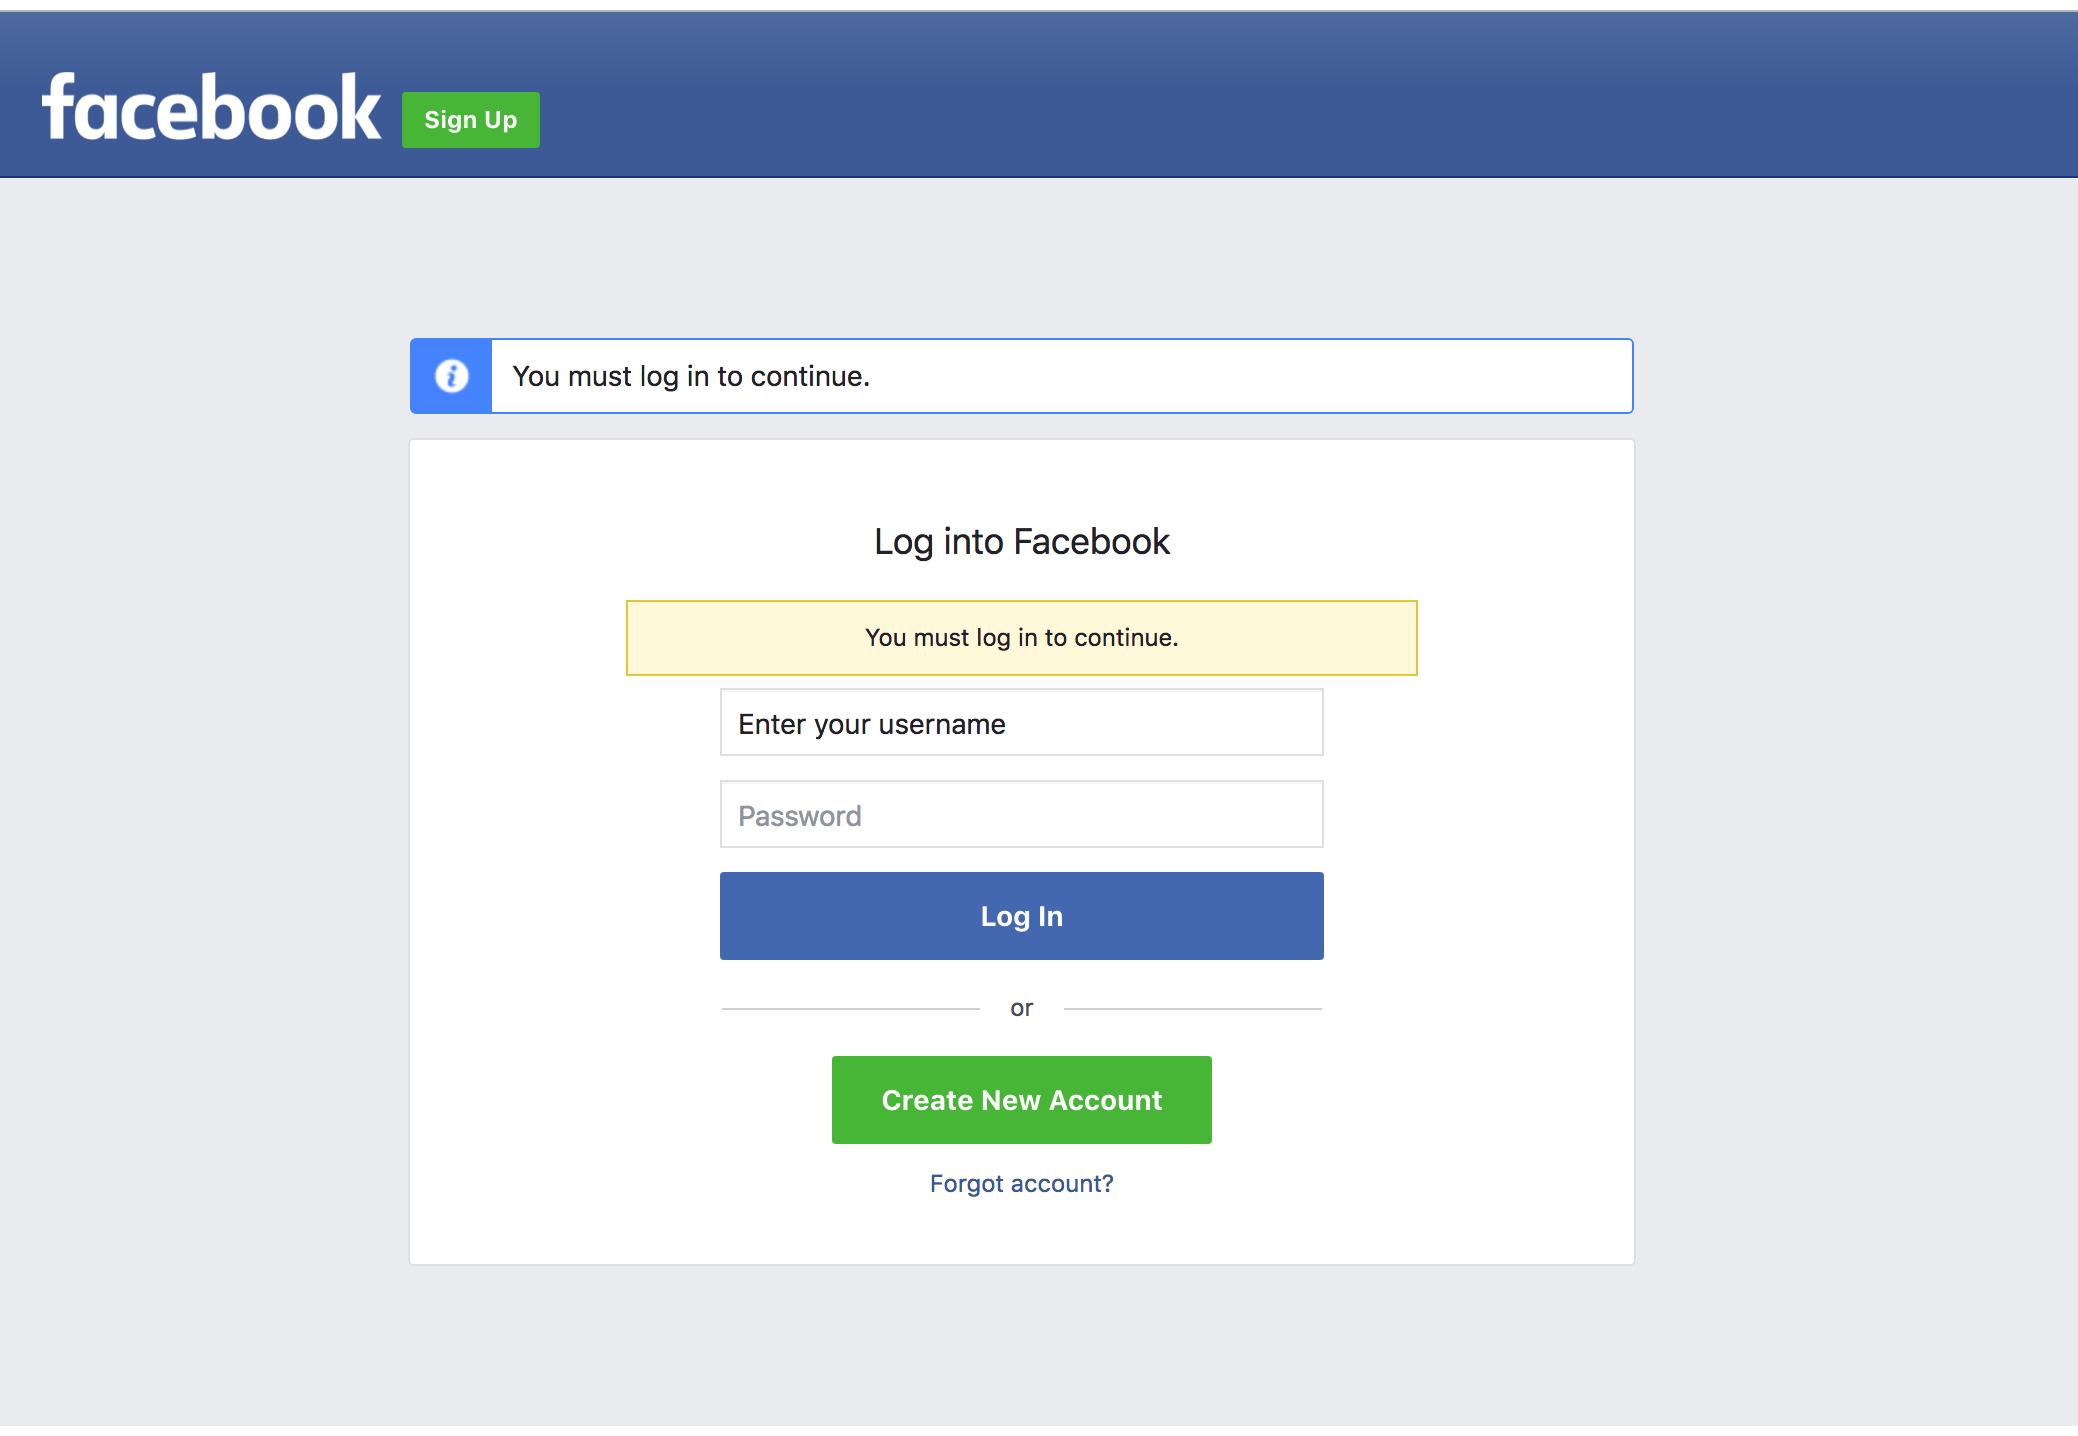 facebook Sign Up
You must log in to continue.
Log into Facebook
You must log in to continue.
Enter your username
Password
Log In
or
Create New Account
Forgot account?